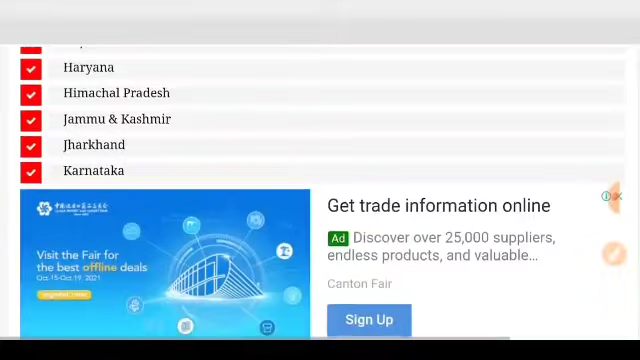 Haryana
Himachal Pradesh
Jammu & Kashmir
Jharkhand
Karnataka
Get trade information online
Ad Discover over 25,000 suppliers,
endless products, and valuable...
Canton Fair
Sign Up
Visit the Fair for
the best offline deals
Oct.15-Oct.19, 2021